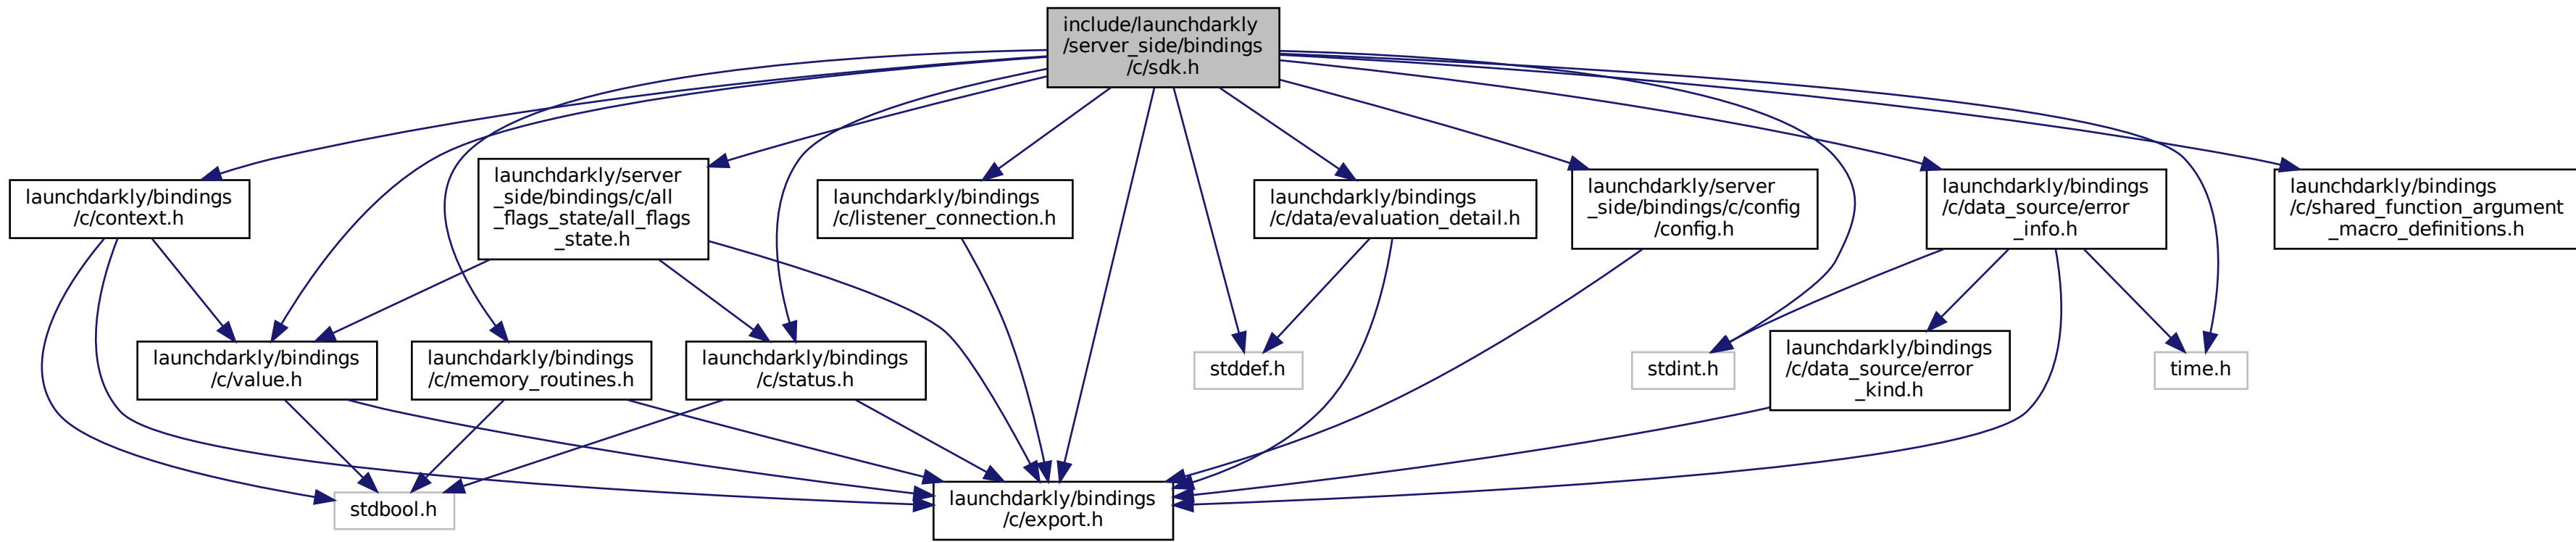 include/launchdarkly
/server_side/bindings
/c/sdk.h
launchdarkly/bindings
/c/context.h
launchdarkly/server
_side/bindings/c/all
_flags_state/all_flags
_state.h
launchdarkly/bindings
/c/listener_connection.h
launchdarkly/bindings
/c/data/evaluation_detail.h
launchdarkly/server
_side/bindings/c/config
/config.h
launchdarkly/bindings
/c/data_source/error
_info.h
launchdarkly/bindings
/c/shared_function_argument
_macro_definitions.h
launchdarkly/bindings
/c/value.h
launchdarkly/bindings
/c/memory_routines.h
launchdarkly/bindings
/c/status.h
stddef.h
stdint.h
launchdarkly/bindings
/c/data_source/error
_kind.h
time.h
stdbool.h
launchdarkly/bindings
/c/export.h